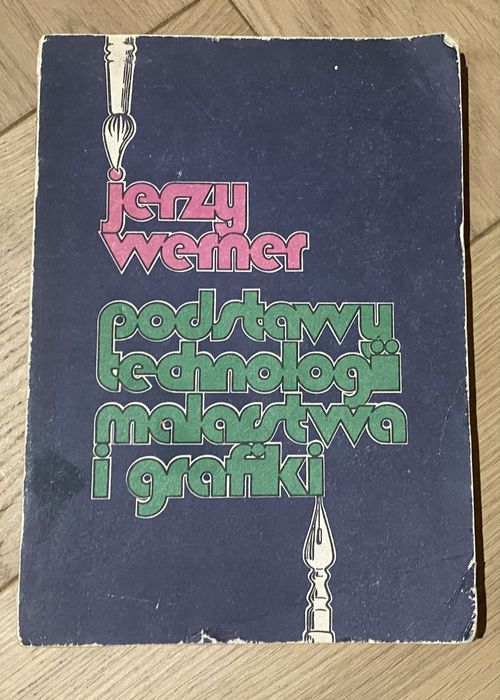 jerzy
werner
podstawy
technologii
malarstwa
i grafiki